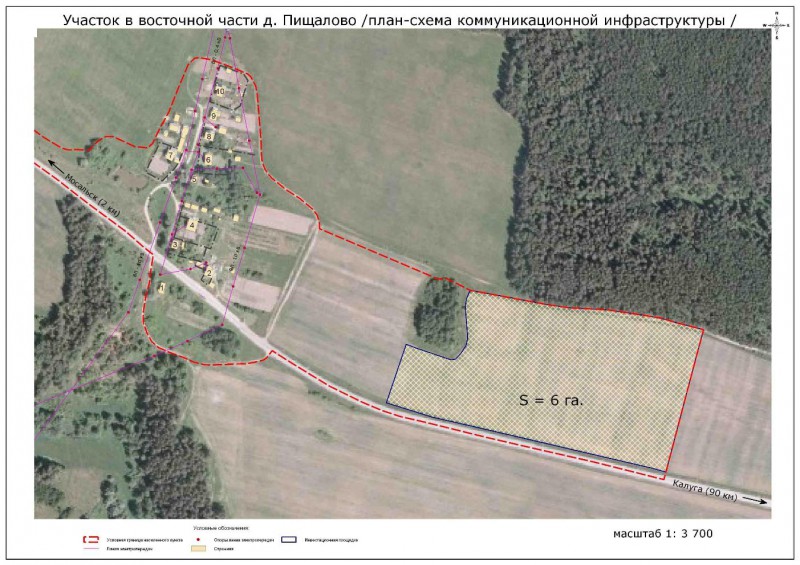 Участок в восточной части д. Пищалово /план-схема коммуникационной инфраструктуры /
N
W
E
S
10
9
8
7
6
5
4
3
2
1
Мосальск (2 км)
S = 6 га.
Калуга (90 км)
Условные обозначения:
Условная граница населенного пункта
Опоры линии электропередач
Инвестиционная площадка
Линия электропередач
Строения
масштаб 1: 3 700